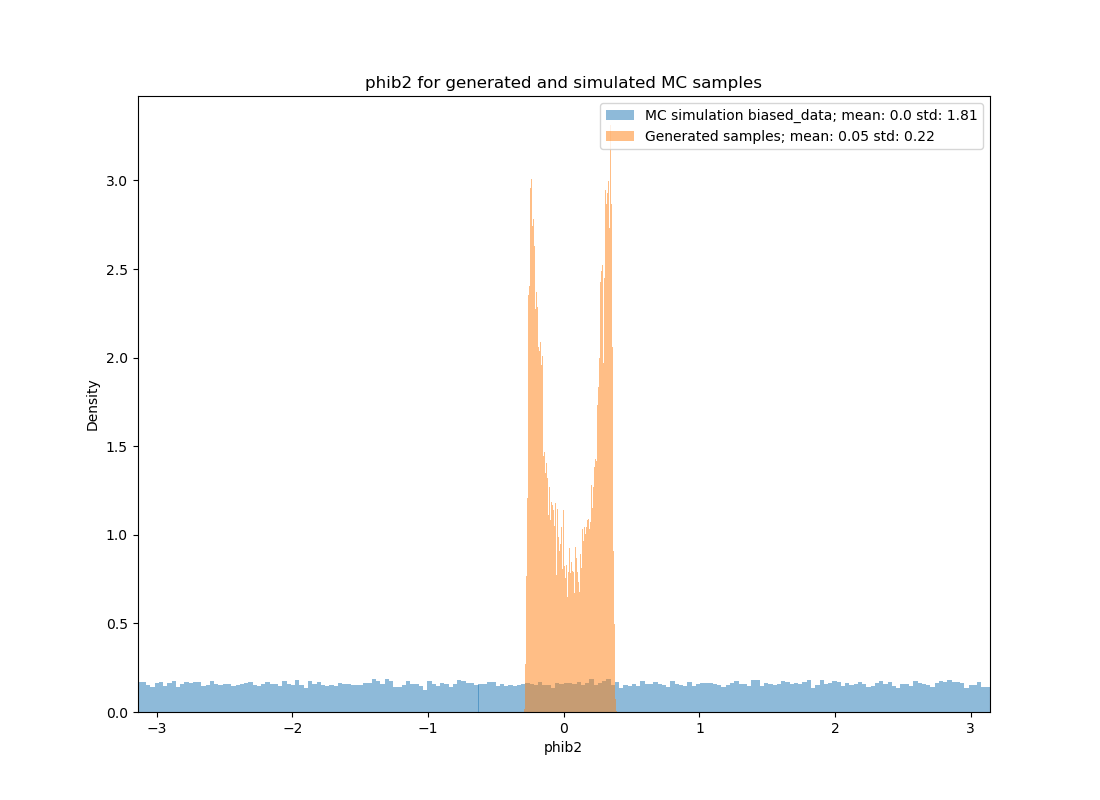 phib2 for generated and simulated MC samples
MC simulation biased_data; mean: 0.0 std: 1.81
Generated samples; mean: 0.05 std: 0.22
3.0
2.5
2.0
1.5
1.0
0.5
0.0
Density
−3
−2
−1
0
1
2
3
phib2